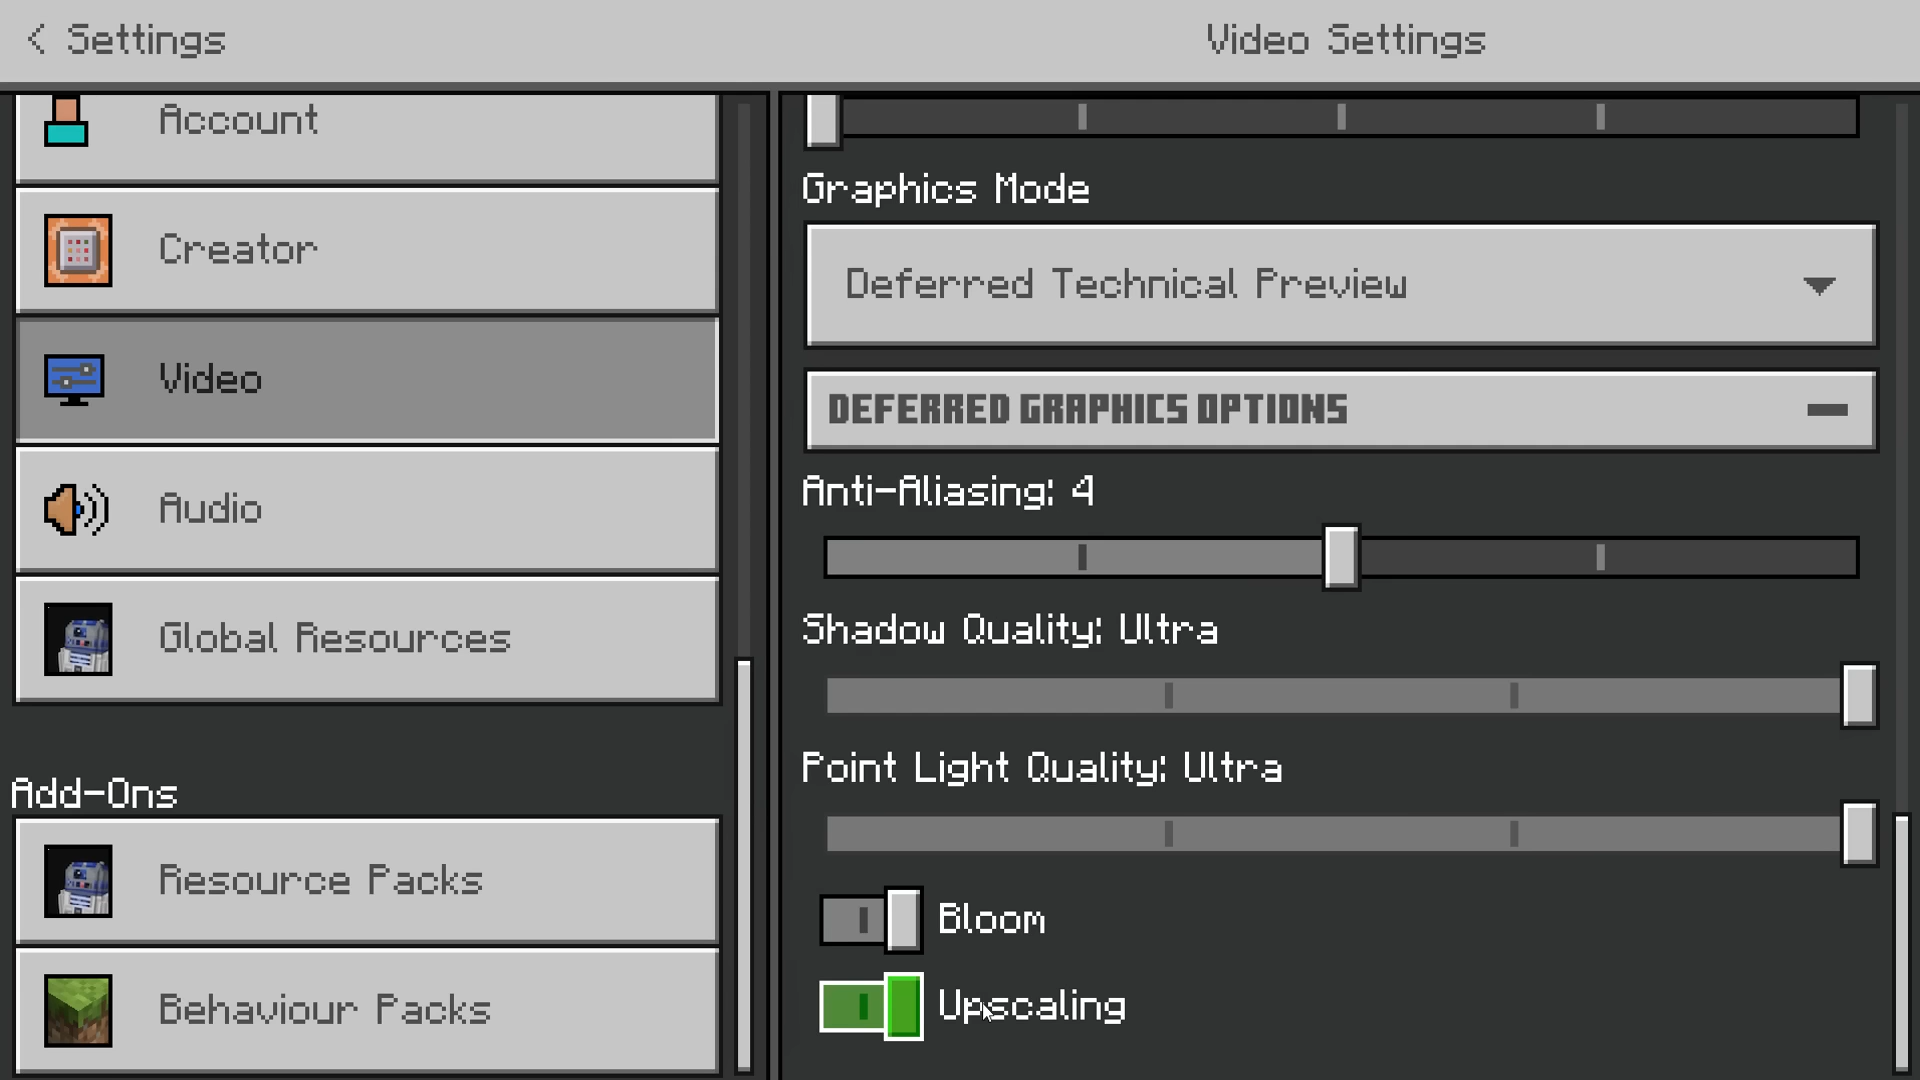 Settings
Video Settings
Account
Creator
Video
Audio
Global Resources
Add-Ons
Resource Packs
Behaviour Packs
Graphics Mode
Deferred Technical Preview
DEFERRED GRAPHICS OPTIONS
Anti-Aliasing: 4
Shadow Quality: Ultra
Point Light Quality: Ultra
Bloom
Upscaling